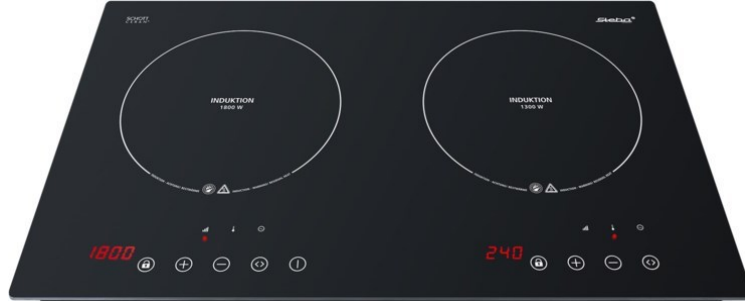 SCHOTT
CERAN
Steba
INDUKTION
1800 W
INDUKTION
1300 W
1800
240